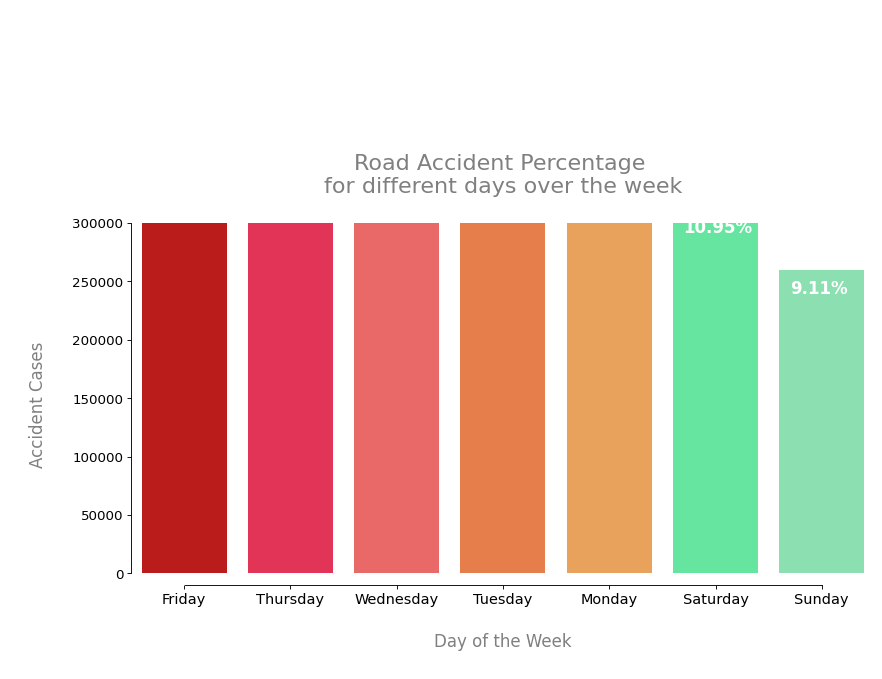 Road Accident Percentage
for different days over the week
300000
250000
200000
150000
100000
50000
0
Accident Cases
10.95%
9.11%
Friday Thursday Wednesday Tuesday Monday Saturday Sunday
Day of the Week